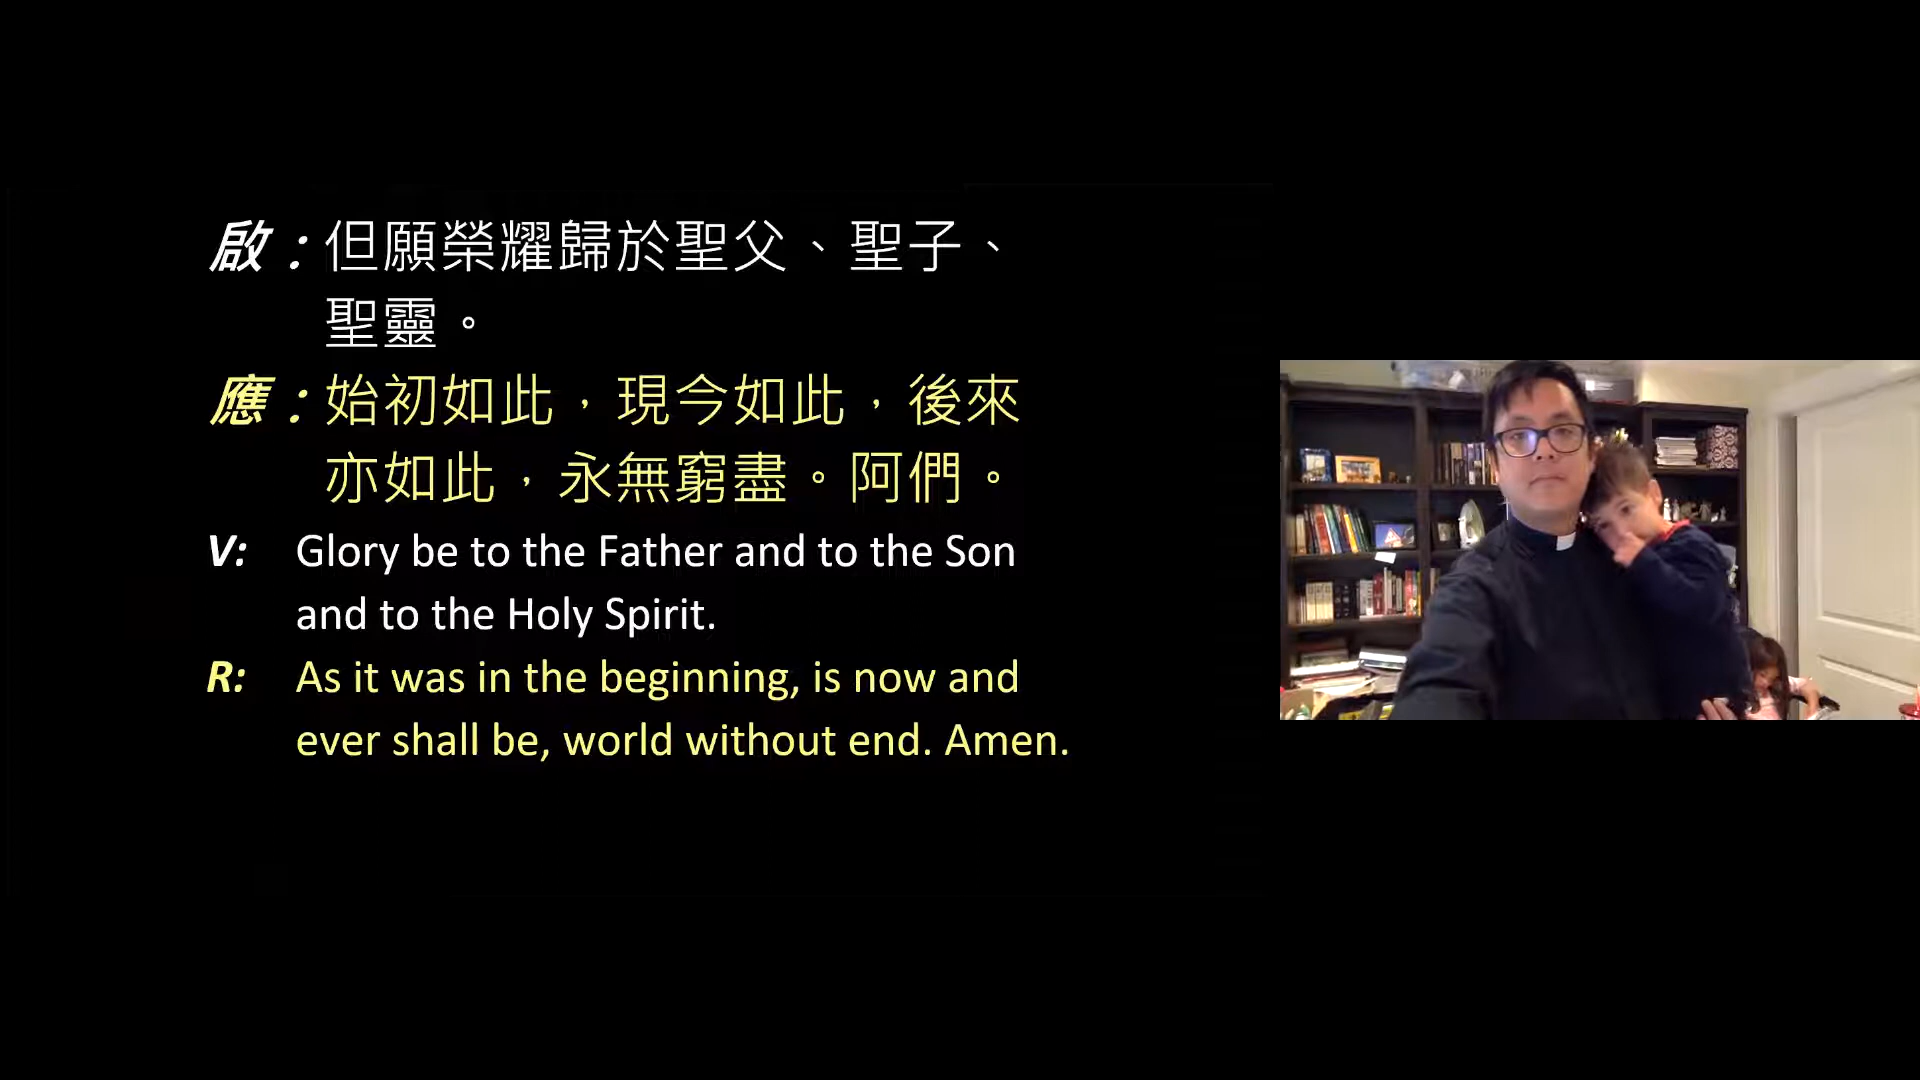 啟：但願榮耀歸於聖父、聖子、
聖靈。
應：始初如此，現今如此，後來
亦如此，永無窮盡。阿們。
V: Glory be to the Father and to the Son
and to the Holy Spirit.
R: As it was in the beginning, is now and
ever shall be, world without end. Amen.